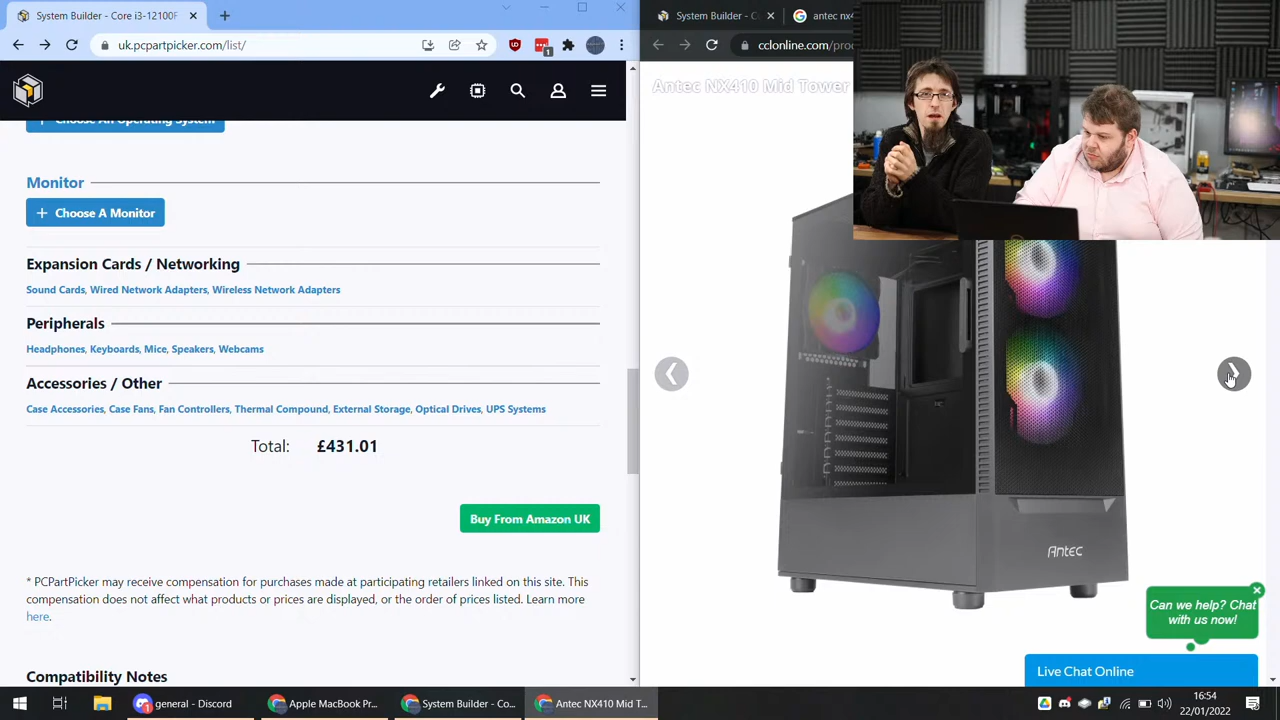 System Builder - Core i3-12100F
uk.pcpartpicker.com/list/
1
Choose An Operating System
Monitor
+ Choose A Monitor
Expansion Cards / Networking
Sound Cards, Wired Network Adapters, Wireless Network Adapters
Peripherals
Headphones, Keyboards, Mice, Speakers, Webcams
Accessories / Other
Case Accessories, Case Fans, Fan Controllers, Thermal Compound, External Storage, Optical Drives, UPS Systems
Total: £431.01
Buy From Amazon UK
* PCPartPicker may receive compensation for purchases made at participating retailers linked on this site. This
compensation does not affect what products or prices are displayed, or the order of prices listed. Learn more
here.
Compatibility Notes
System Builder - C
antec nx4
cclonline.com/prod
Antec NX410 Mid Tower
Antec
Can we help? Chat
with us now!
Live Chat Online
general - Discord
Apple MacBook Pr...
System Builder - Co...
Antec NX410 Mid T...
16:54
22/01/2022